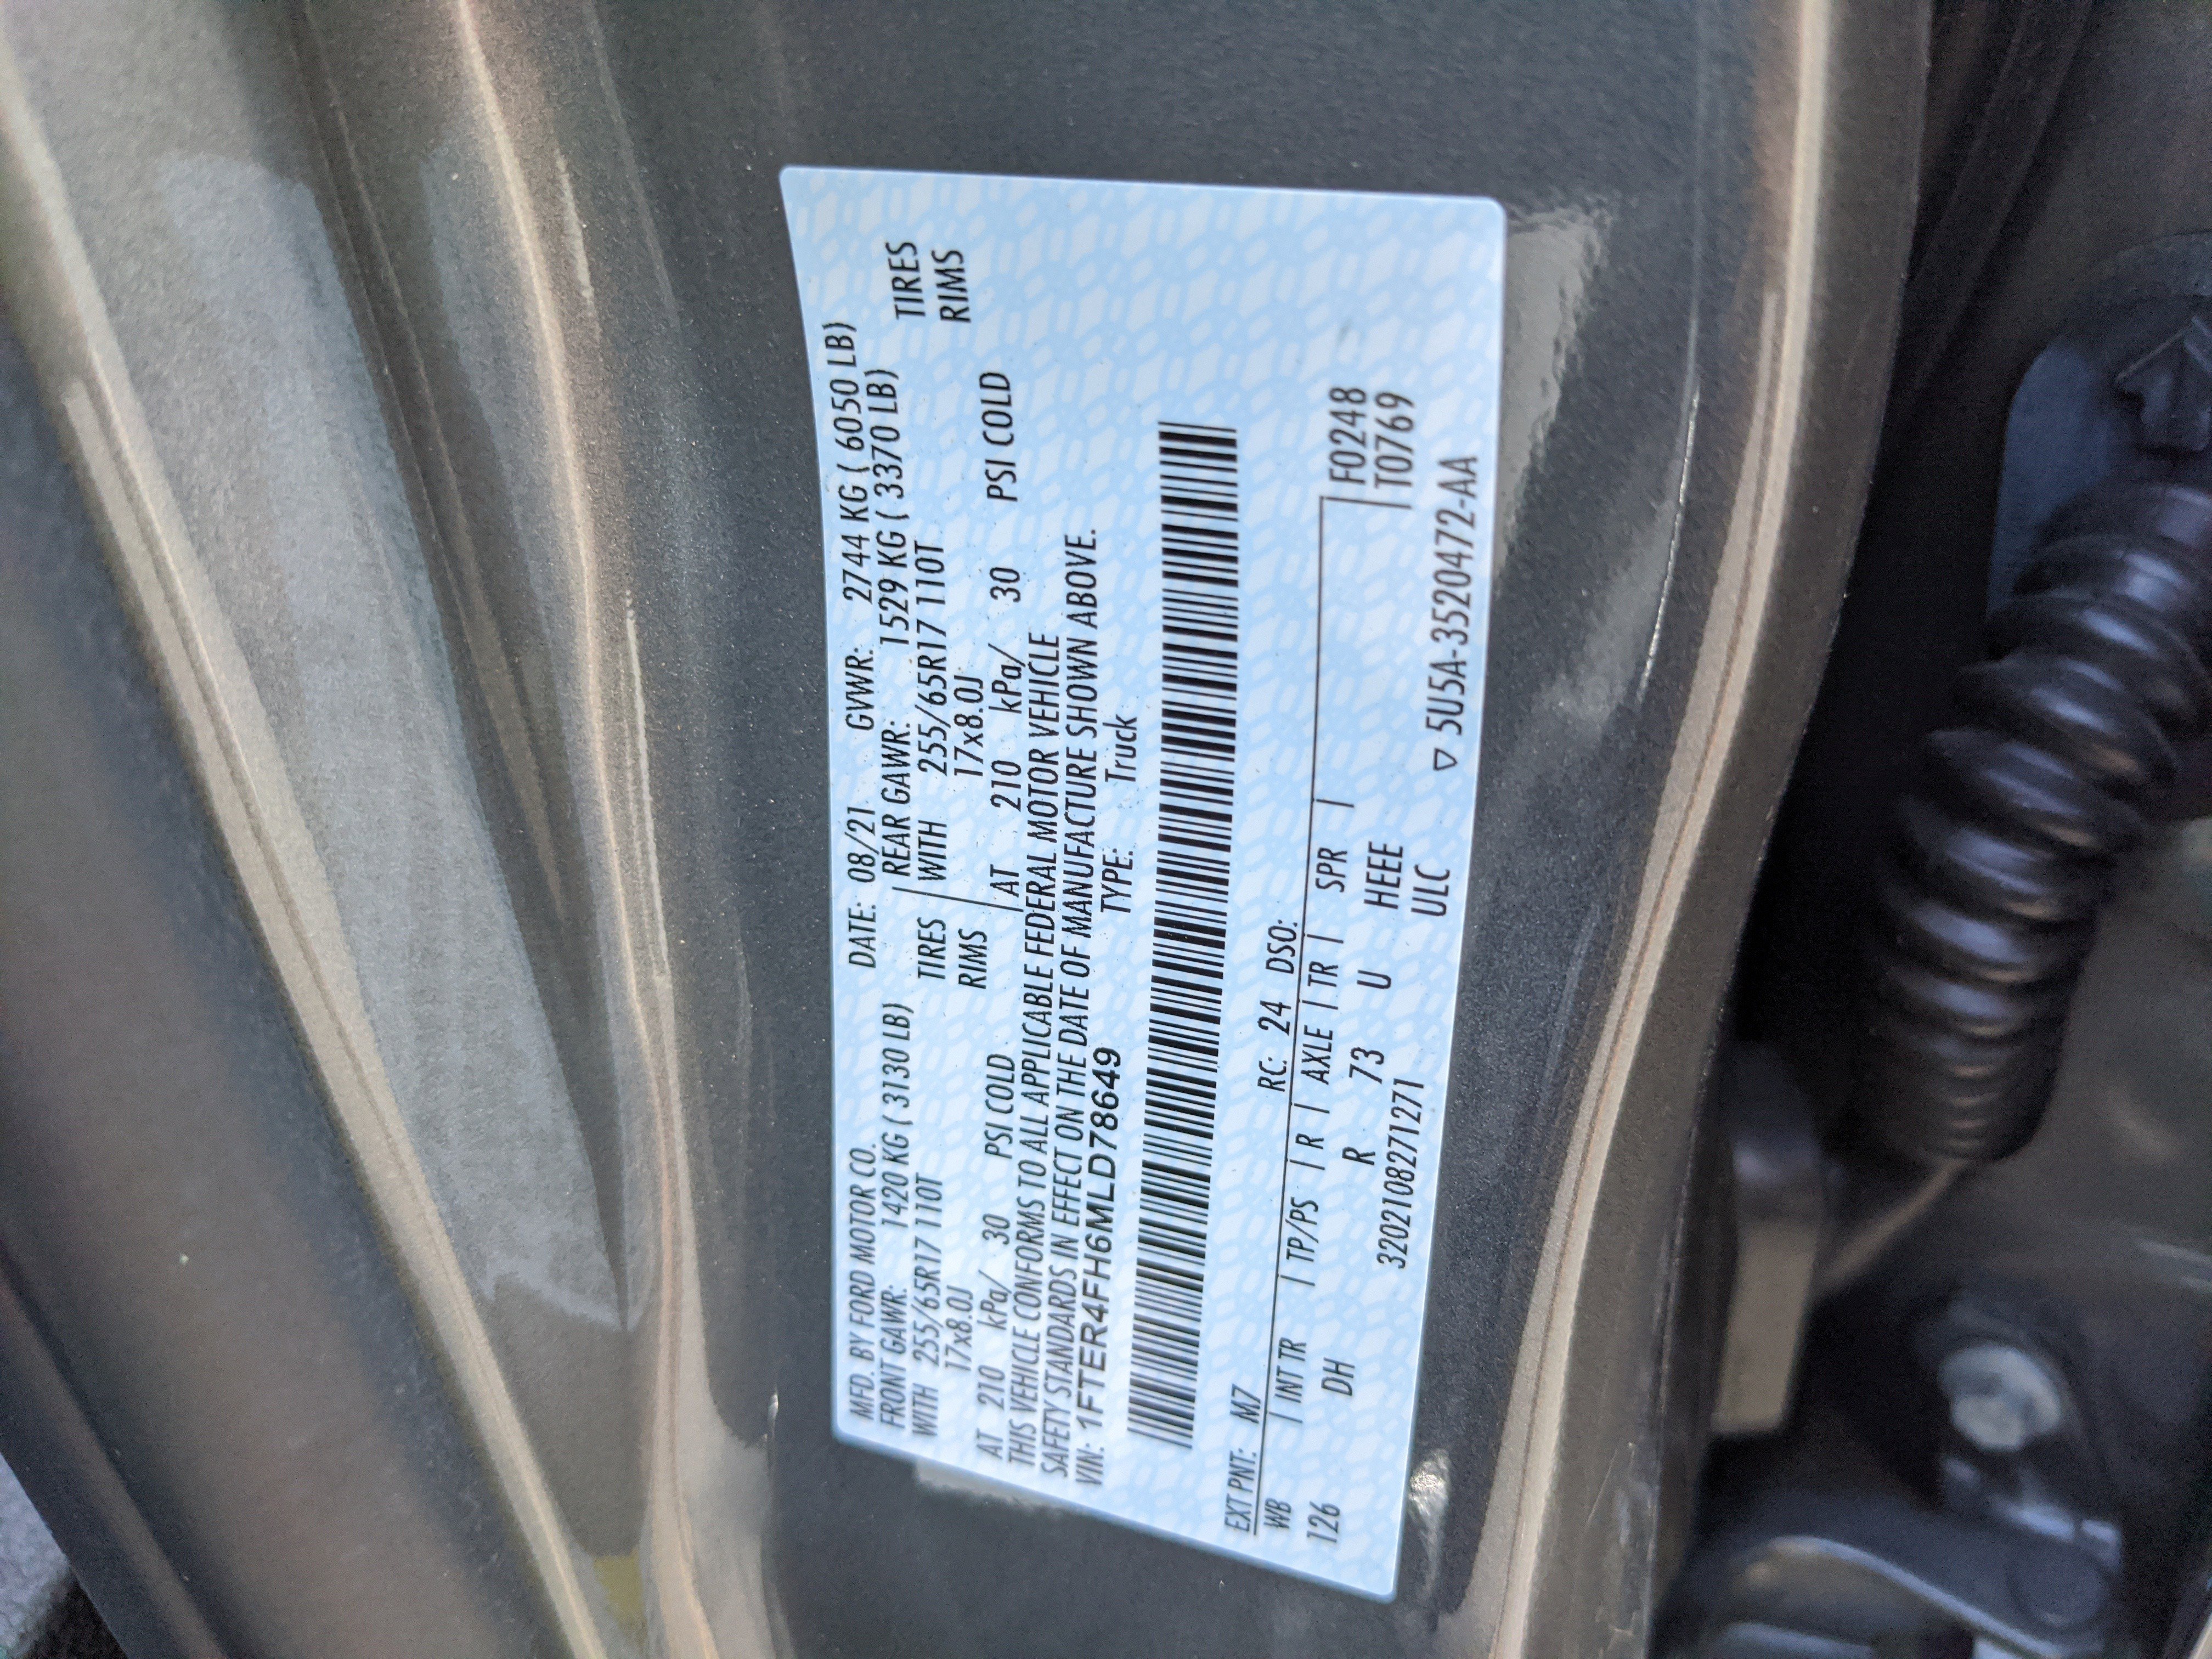 MFD. BY FORD MOTOR CO. DATE: 08/21 GVWR: 2744 KG ( 6050 LB)
FRONT GAWR: 1420 KG ( 3130 LB) REAR GAWR: 1529 KG ( 3370 LB)
WITH 255/65R17 110T TIRES WITH 255/65R17 110T TIRES
17x8.0J RIMS 17x8.0J RIMS
AT 210 kPa/ 30 PSI COLD AT 210 kPa/ 30 PSI COLD
THIS VEHICLE CONFORMS TO ALL APPLICABLE FEDERAL MOTOR VEHICLE
SAFETY STANDARDS IN EFFECT ON THE DATE OF MANUFACTURE SHOWN ABOVE.
VIN: 1FTER4FH6MLD78649 TYPE: Truck
EXT PNT: M7 RC: 24 DSO:
WB | INT TR | TP/PS | R | AXLE | TR | SPR | F0248
126 DH R 73 U HEEE T0769
3202108271271 ULC
▽ 5U5A-3520472-AA